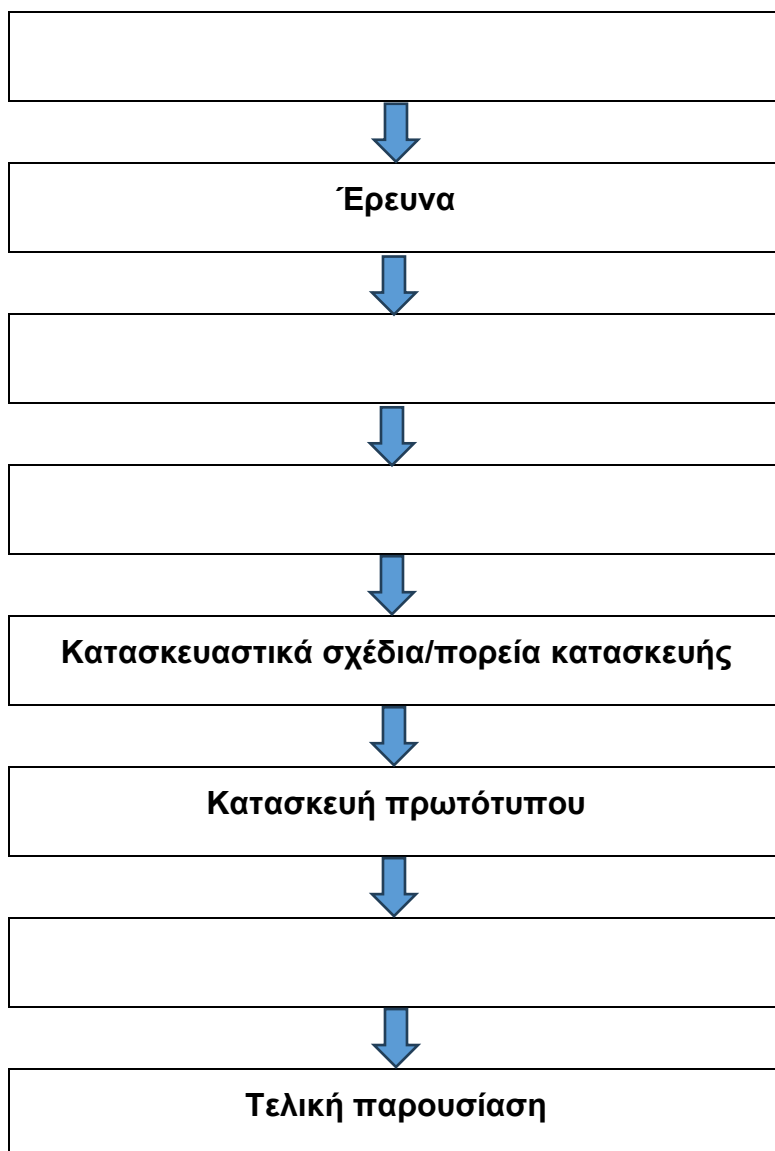 Έρευνα
Κατασκευαστικά σχέδια/πορεία κατασκευής
Κατασκευή πρωτότυπου
Τελική παρουσίαση